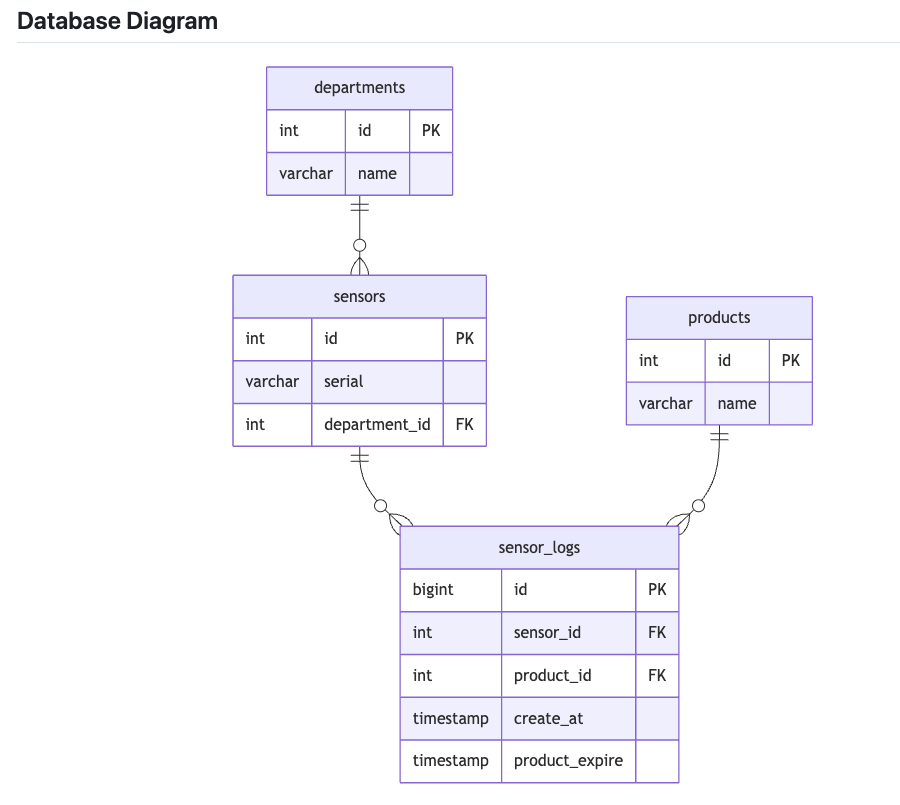 Database Diagram
departments
int id PK
varchar name
sensors
int id PK
varchar serial
int department_id FK
products
int id PK
varchar name
sensor_logs
bigint id PK
int sensor_id FK
int product_id FK
timestamp create_at
timestamp product_expire